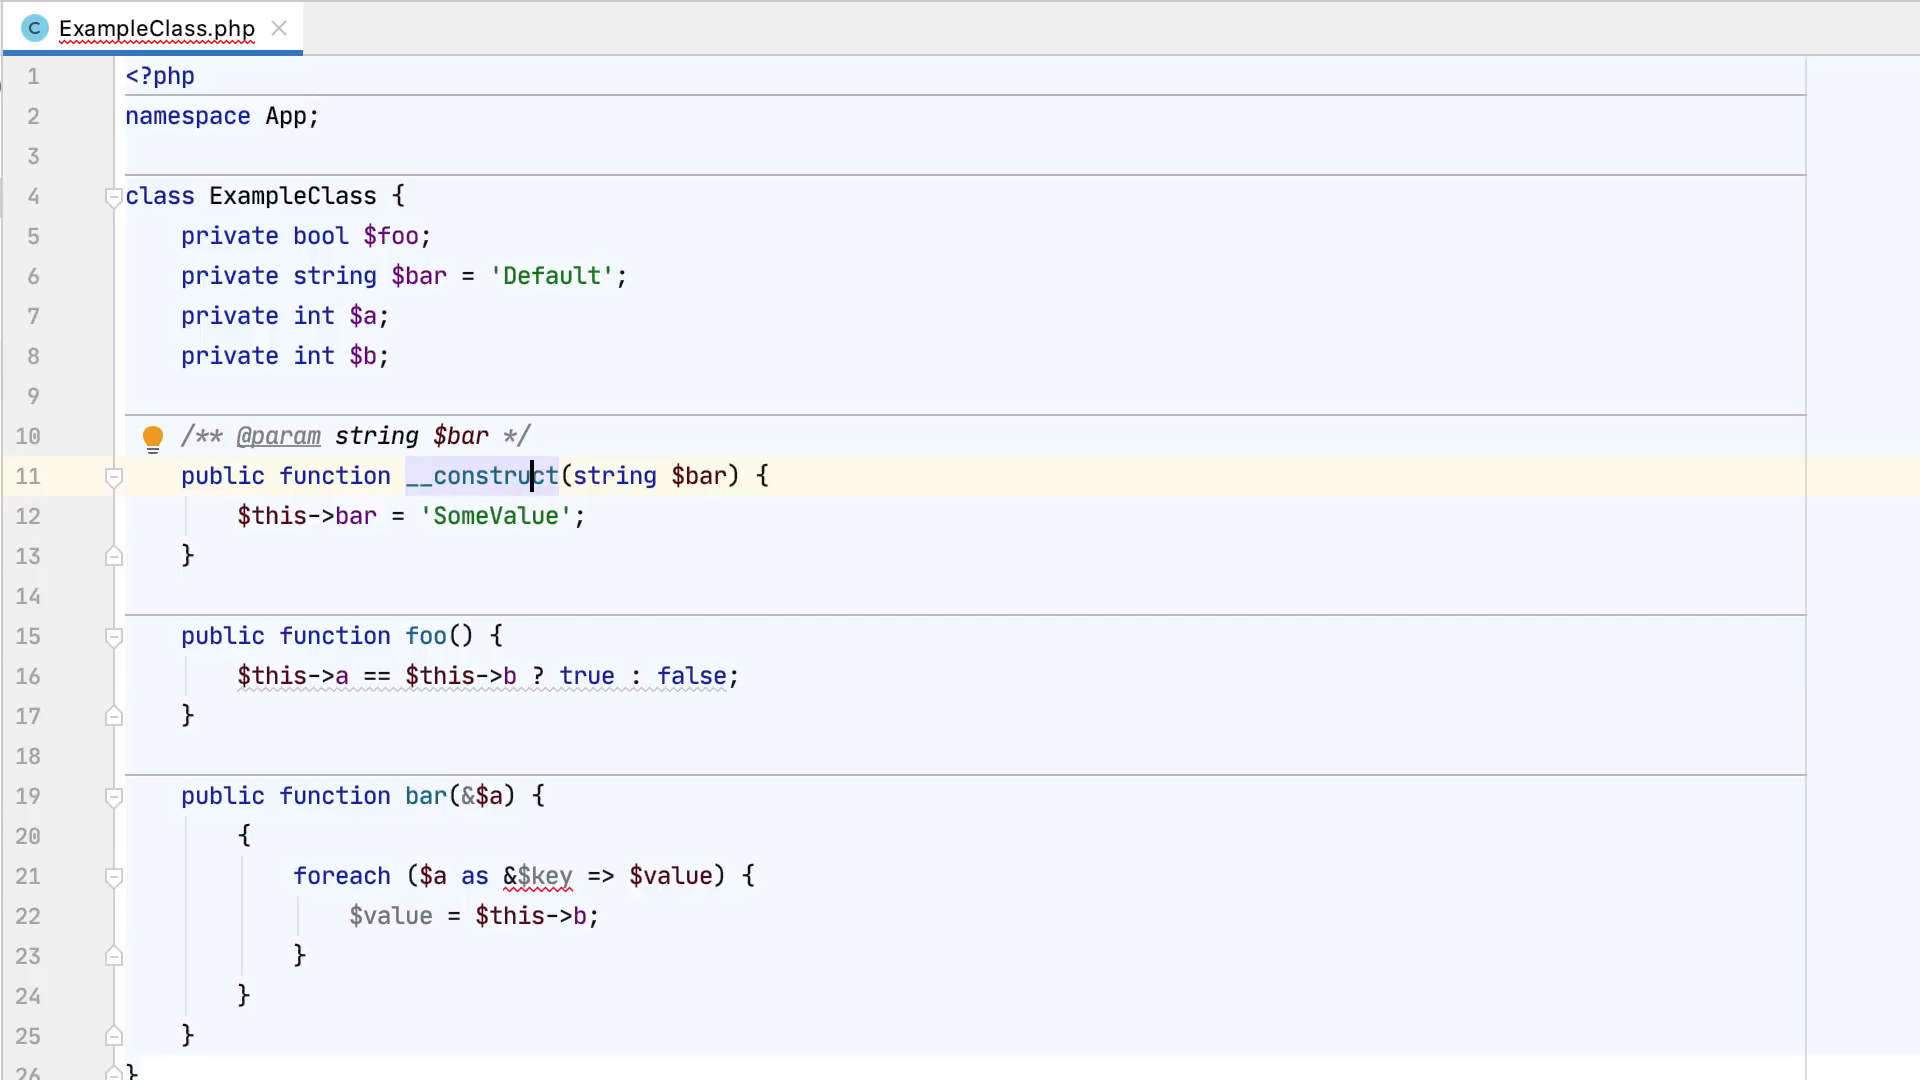 C ExampleClass.php
1 <?php
2 namespace App;
3
4 class ExampleClass {
5     private bool $foo;
6     private string $bar = 'Default';
7     private int $a;
8     private int $b;
9
10     /** @param string $bar */
11     public function __construct(string $bar) {
12         $this->bar = 'SomeValue';
13     }
14
15     public function foo() {
16         $this->a == $this->b ? true : false;
17     }
18
19     public function bar(&$a) {
20         {
21             foreach ($a as &$key => $value) {
22                 $value = $this->b;
23             }
24         }
25     }
26 }